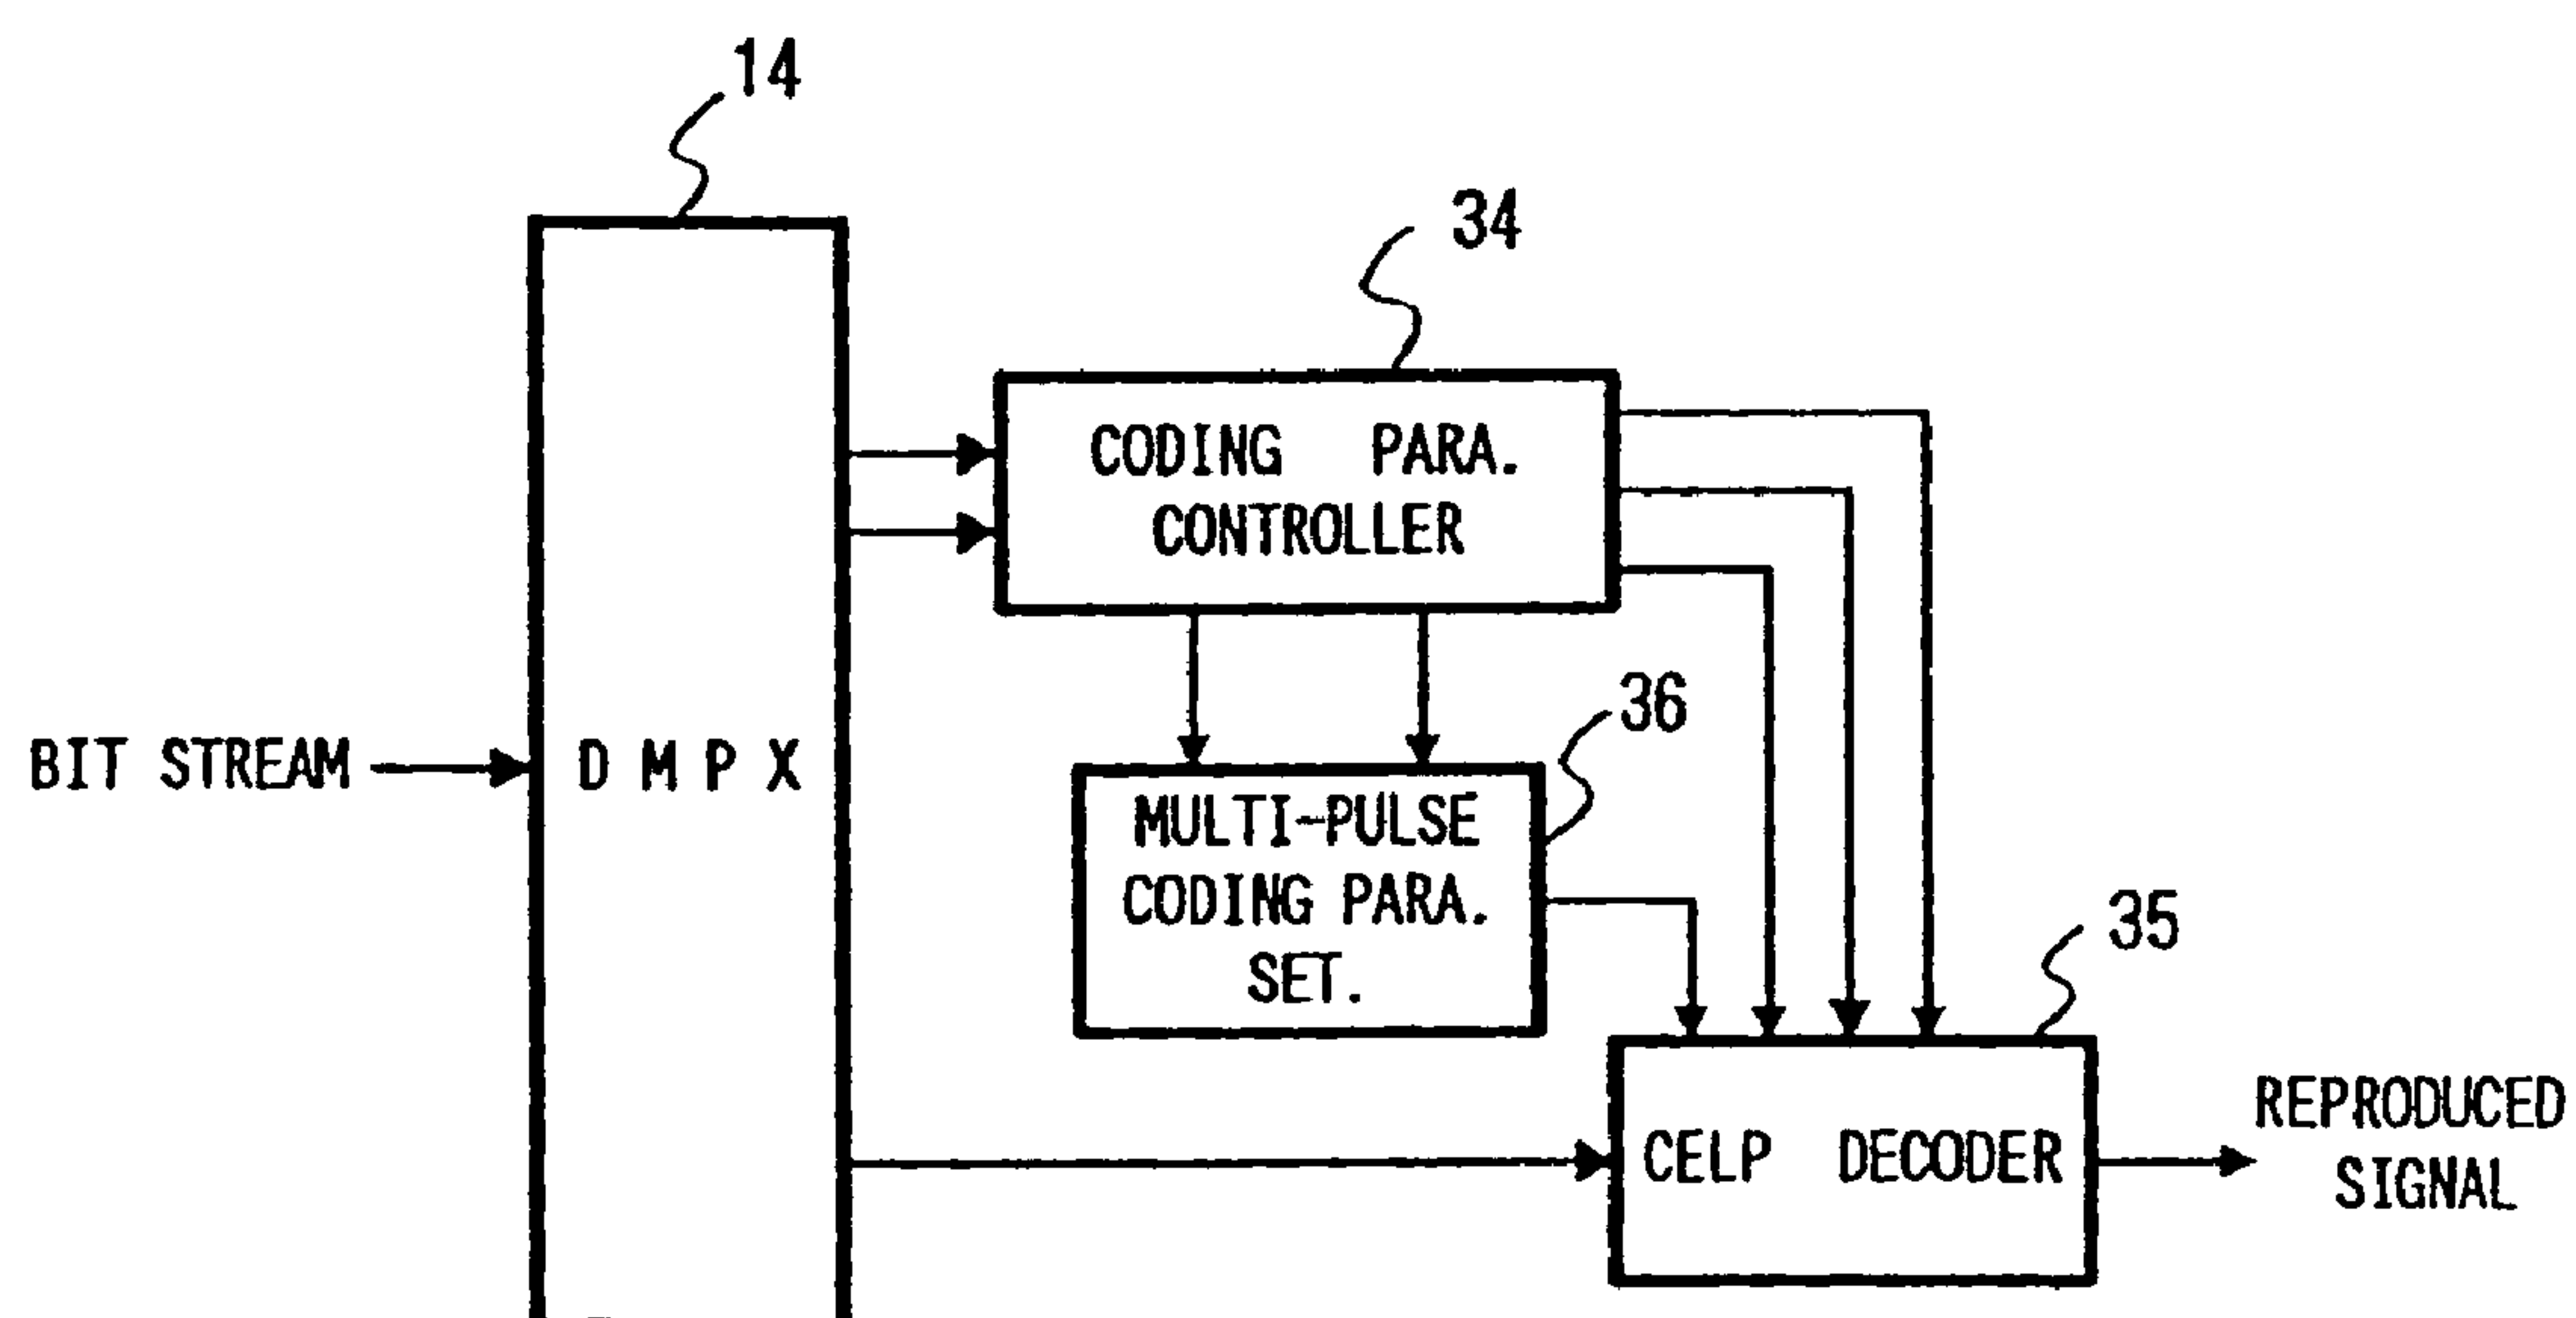 14
34
CODING PARA.
CONTROLLER
36
BIT STREAM
D M P X
MULTI-PULSE
CODING PARA.
SET.
35
CELP DECODER
REPRODUCED
SIGNAL